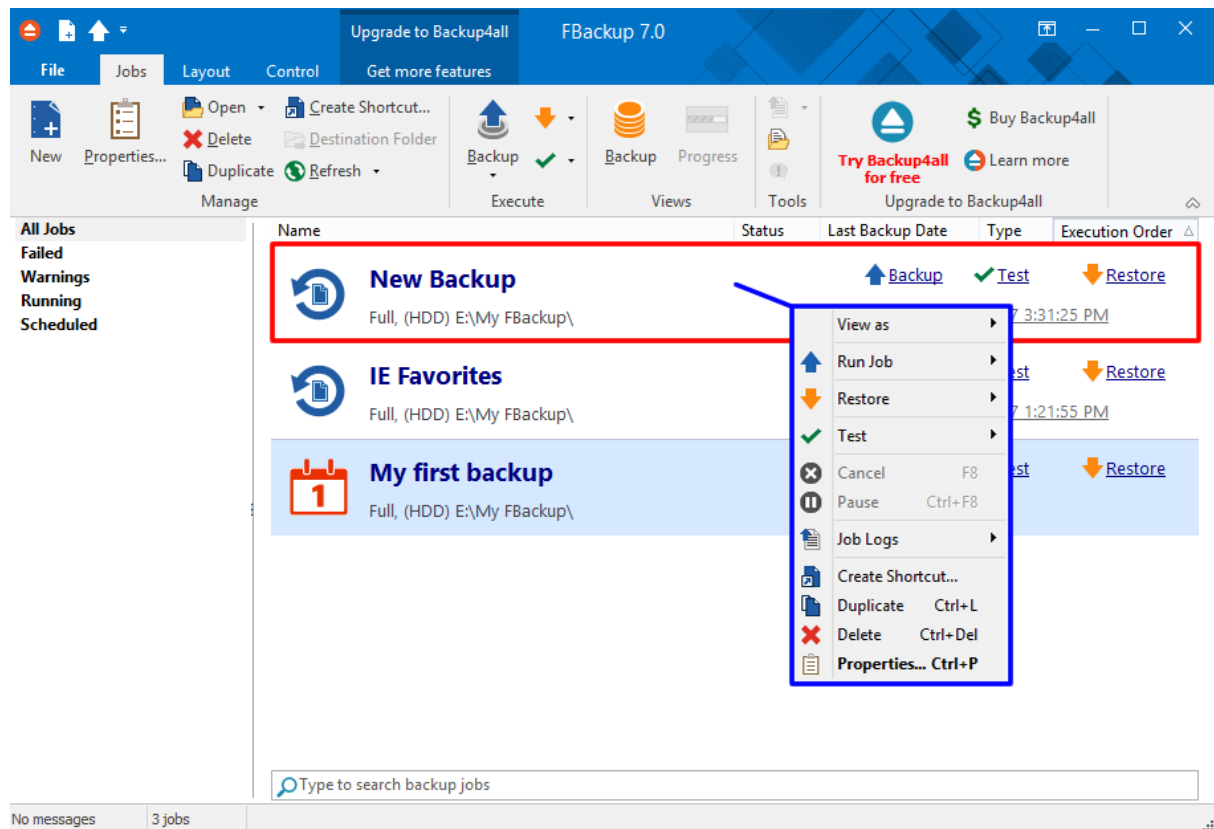 Upgrade to Backup4all FBackup 7.0
File Jobs Layout Control Get more features
Open Create Shortcut... 
Delete Destination Folder
Duplicate Refresh
New Properties... Backup Backup Progress
Try Backup4all
for free
Buy Backup4all
Learn more
Manage Execute Views Tools Upgrade to Backup4all
All Jobs
Failed
Warnings
Running
Scheduled
Name Status Last Backup Date Type Execution Order
New Backup Backup Test Restore
Full, (HDD) E:\My FBackup\ 7 3:31:25 PM
IE Favorites est Restore
Full, (HDD) E:\My FBackup\ 7 1:21:55 PM
1
My first backup est Restore
Full, (HDD) E:\My FBackup\
View as
Run Job
Restore
Test
Cancel F8
Pause Ctrl+F8
Job Logs
Create Shortcut...
Duplicate Ctrl+L
Delete Ctrl+Del
Properties... Ctrl+P
Type to search backup jobs
No messages 3 jobs